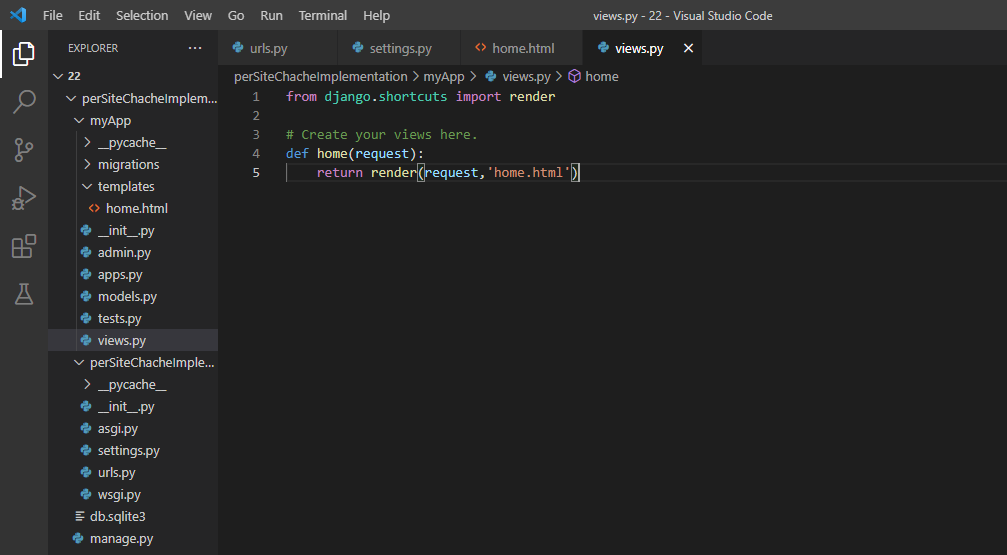 File Edit Selection View Go Run Terminal Help views.py - 22 - Visual Studio Code
EXPLORER ···
urls.py settings.py home.html views.py ×
22
perSiteChacheImplementation > myApp > views.py > home
perSiteChacheImplem...
myApp
__pycache__
migrations
templates
home.html
__init__.py
admin.py
apps.py
models.py
tests.py
views.py
perSiteChacheImple...
__pycache__
__init__.py
asgi.py
settings.py
urls.py
wsgi.py
db.sqlite3
manage.py
1 from django.shortcuts import render
2
3 # Create your views here.
4 def home(request):
5     return render(request,'home.html')